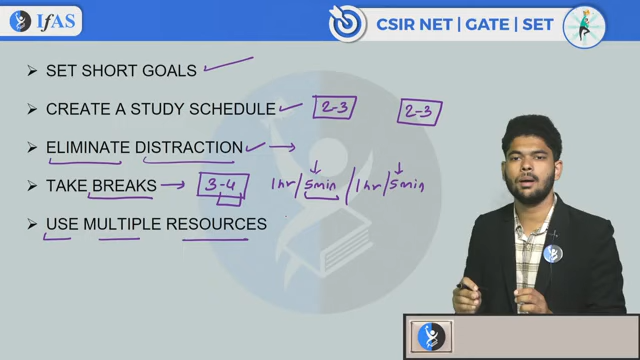 IfAS
CSIR NET | GATE | SET
➢ SET SHORT GOALS
➢ CREATE A STUDY SCHEDULE 2-3 2-3
➢ ELIMINATE DISTRACTION
➢ TAKE BREAKS 3-4 1hr/5min/1hr/5min
➢ USE MULTIPLE RESOURCES